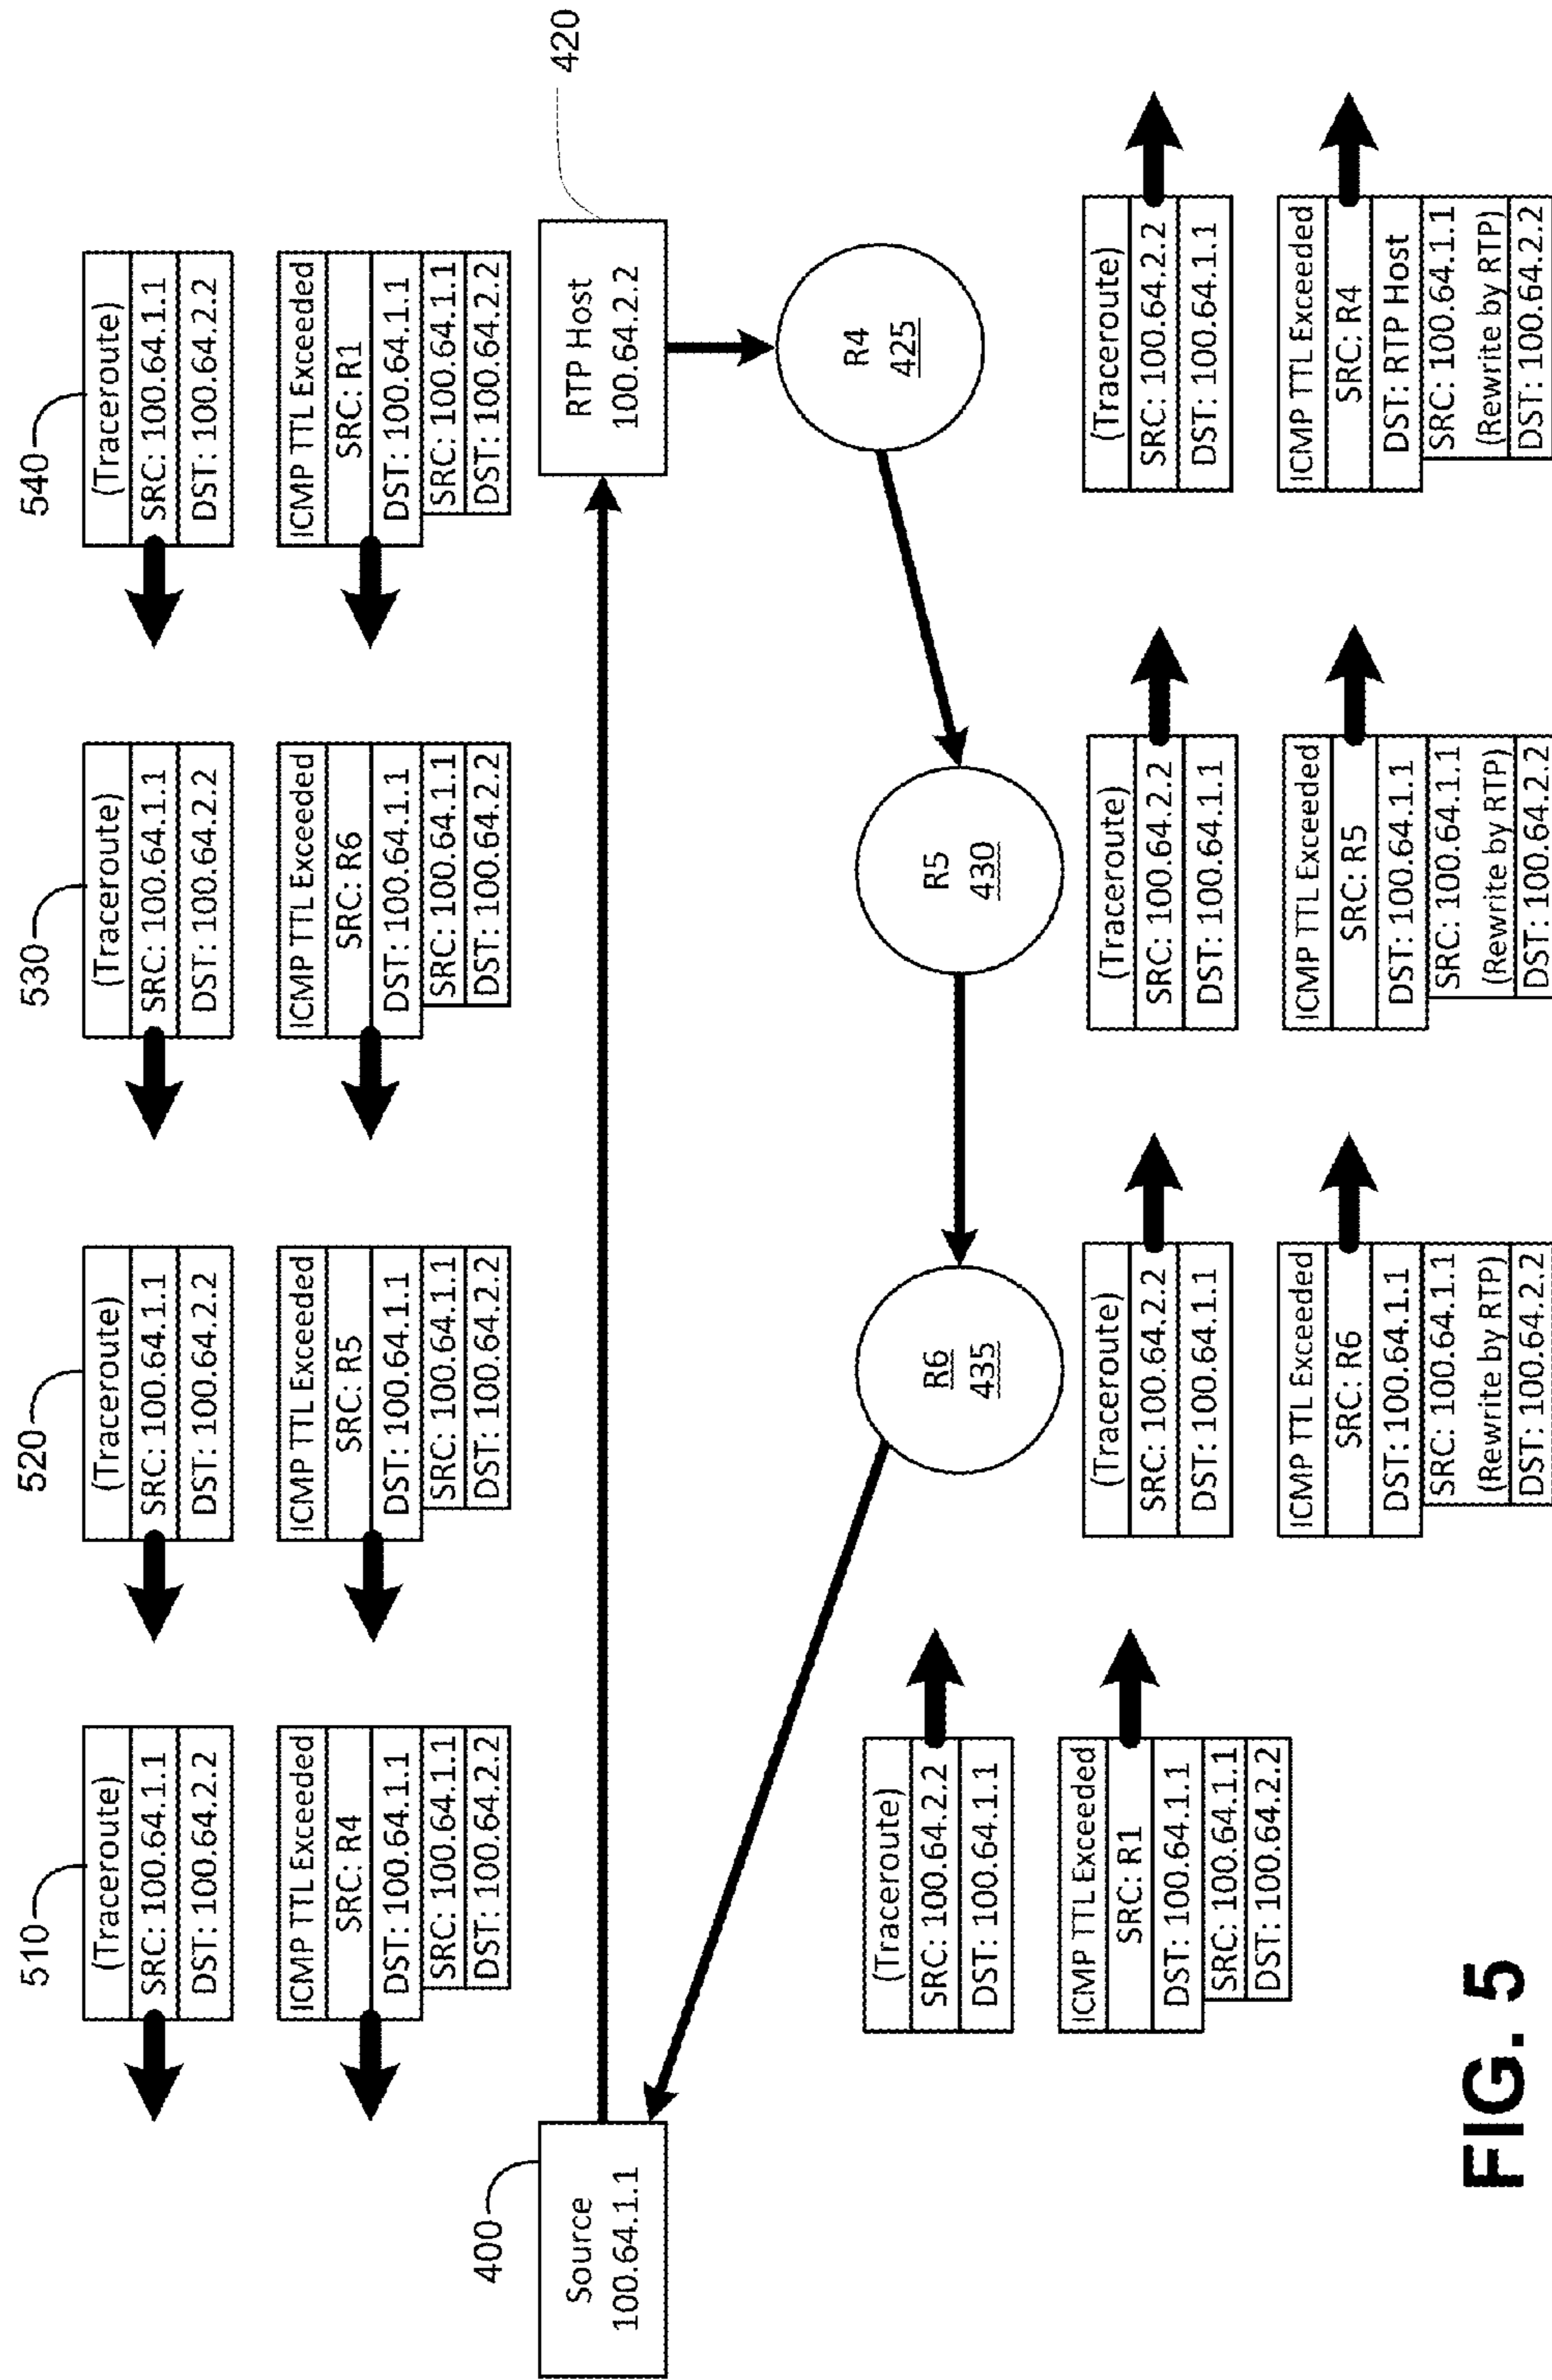 510
(Traceroute)
SRC: 100.64.1.1
DST: 100.64.2.2
ICMP TTL Exceeded
SRC: R4
DST: 100.64.1.1
SRC: 100.64.1.1
DST: 100.64.2.2
520
(Traceroute)
SRC: 100.64.1.1
DST: 100.64.2.2
ICMP TTL Exceeded
SRC: R5
DST: 100.64.1.1
SRC: 100.64.1.1
DST: 100.64.2.2
530
(Traceroute)
SRC: 100.64.1.1
DST: 100.64.2.2
ICMP TTL Exceeded
SRC: R6
DST: 100.64.1.1
SRC: 100.64.1.1
DST: 100.64.2.2
540
(Traceroute)
SRC: 100.64.1.1
DST: 100.64.2.2
ICMP TTL Exceeded
SRC: R1
DST: 100.64.1.1
SRC: 100.64.1.1
DST: 100.64.2.2
400
Source
100.64.1.1
420
RTP Host
100.64.2.2
R4
425
R5
430
R6
435
(Traceroute)
SRC: 100.64.2.2
DST: 100.64.1.1
ICMP TTL Exceeded
SRC: R1
DST: 100.64.1.1
SRC: 100.64.1.1
DST: 100.64.2.2
(Traceroute)
SRC: 100.64.2.2
DST: 100.64.1.1
ICMP TTL Exceeded
SRC: R6
DST: 100.64.1.1
SRC: 100.64.1.1
(Rewrite by RTP)
DST: 100.64.2.2
(Traceroute)
SRC: 100.64.2.2
DST: 100.64.1.1
ICMP TTL Exceeded
SRC: R5
DST: 100.64.1.1
SRC: 100.64.1.1
(Rewrite by RTP)
DST: 100.64.2.2
(Traceroute)
SRC: 100.64.2.2
DST: 100.64.1.1
ICMP TTL Exceeded
SRC: R4
DST: RTP Host
SRC: 100.64.1.1
(Rewrite by RTP)
DST: 100.64.2.2
FIG. 5